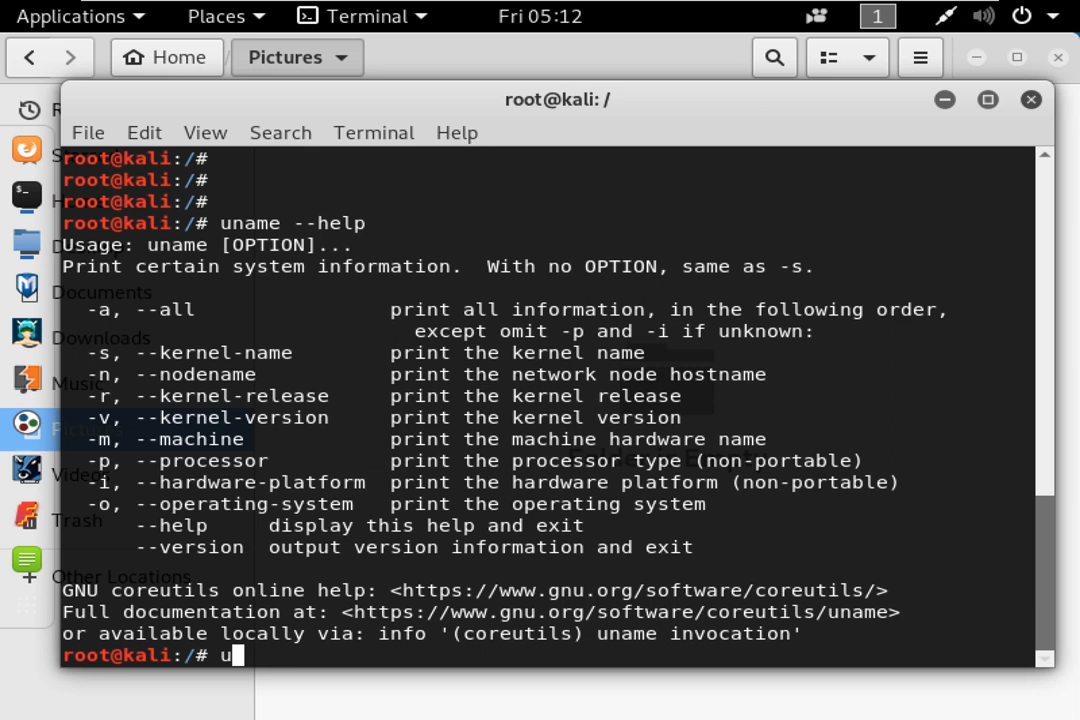 Applications Places Terminal Fri 05:12 1
Home / Pictures
root@kali: /
File Edit View Search Terminal Help
root@kali:/#
root@kali:/#
root@kali:/#
root@kali:/# uname --help
Usage: uname [OPTION]...
Print certain system information.  With no OPTION, same as -s.
-a, --all print all information, in the following order,
except omit -p and -i if unknown:
-s, --kernel-name print the kernel name
-n, --nodename print the network node hostname
-r, --kernel-release print the kernel release
-v, --kernel-version print the kernel version
-m, --machine print the machine hardware name
-p, --processor print the processor type (non-portable)
-i, --hardware-platform print the hardware platform (non-portable)
-o, --operating-system print the operating system
--help display this help and exit
--version output version information and exit
GNU coreutils online help: <https://www.gnu.org/software/coreutils/>
Full documentation at: <https://www.gnu.org/software/coreutils/uname>
or available locally via: info '(coreutils) uname invocation'
root@kali:/# u
Documents
Downloads
Music
Videos
Trash
Other Locations